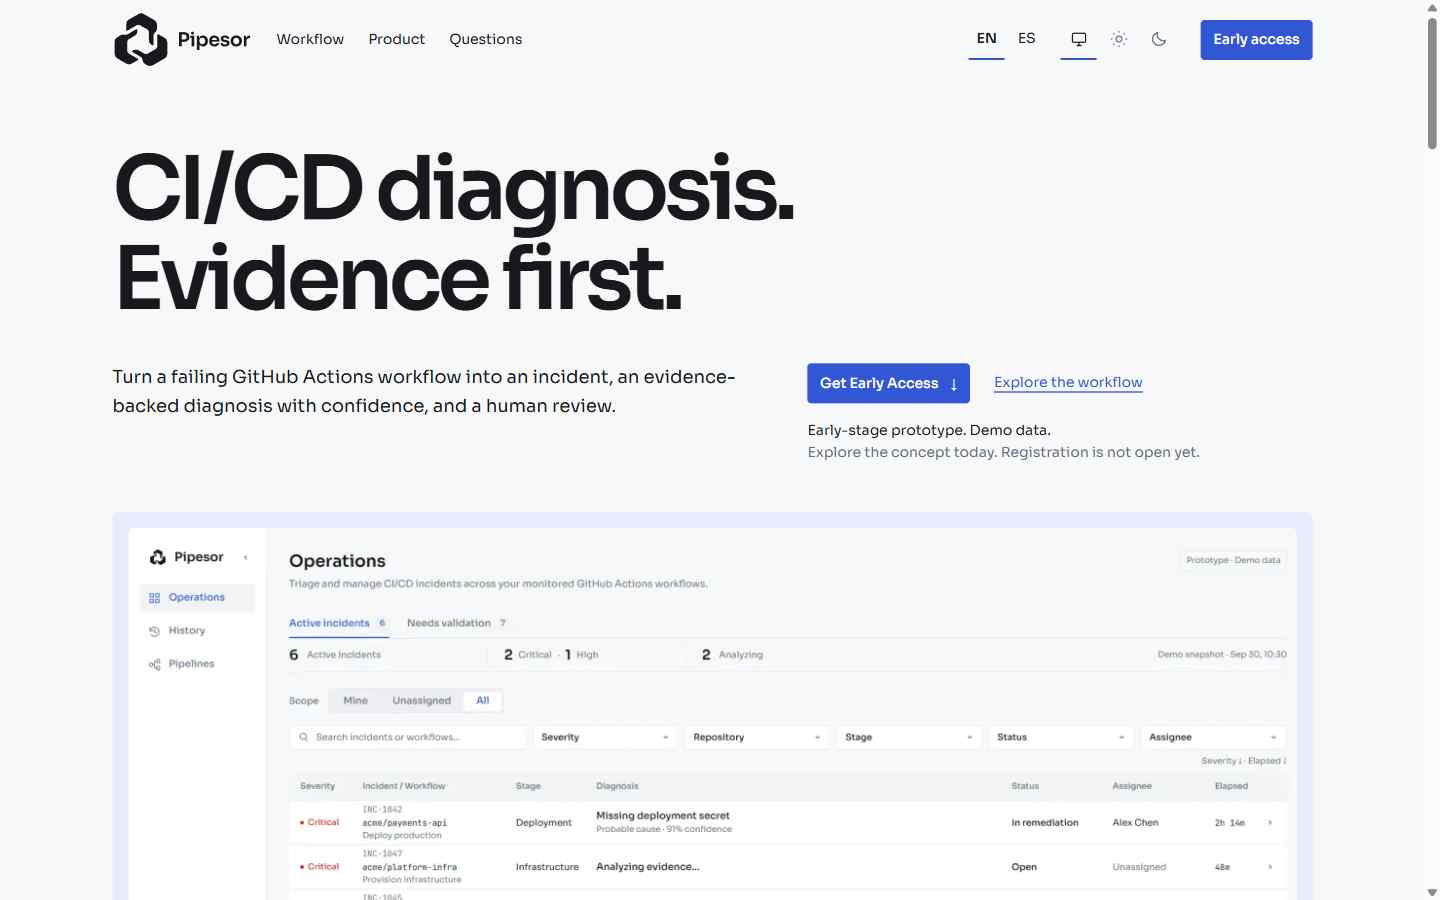 Pipesor
Workflow
Product
Questions
EN
ES
Early access
CI/CD diagnosis.
Evidence first.
Turn a failing GitHub Actions workflow into an incident, an evidence-
backed diagnosis with confidence, and a human review.
Get Early Access ↓
Explore the workflow
Early-stage prototype. Demo data.
Explore the concept today. Registration is not open yet.
Pipesor
Operations
History
Pipelines
Operations
Prototype · Demo data
Triage and manage CI/CD incidents across your monitored GitHub Actions workflows.
Active incidents 6
Needs validation 7
6 Active Incidents
2 Critical · 1 High
2 Analyzing
Demo snapshot · Sep 30, 10:30
Scope
Mine
Unassigned
All
Search incidents or workflows...
Severity
Repository
Stage
Status
Assignee
Severity ↓ · Elapsed ↓
Severity
Incident / Workflow
Stage
Diagnosis
Status
Assignee
Elapsed
Critical
INC-1042
acme/payments-api
Deploy production
Deployment
Missing deployment secret
Probable cause · 91% confidence
In remediation
Alex Chen
2h 14m
Critical
INC-1047
acme/platform-infra
Provision Infrastructure
Infrastructure
Analyzing evidence...
Open
Unassigned
48m
INC-1045